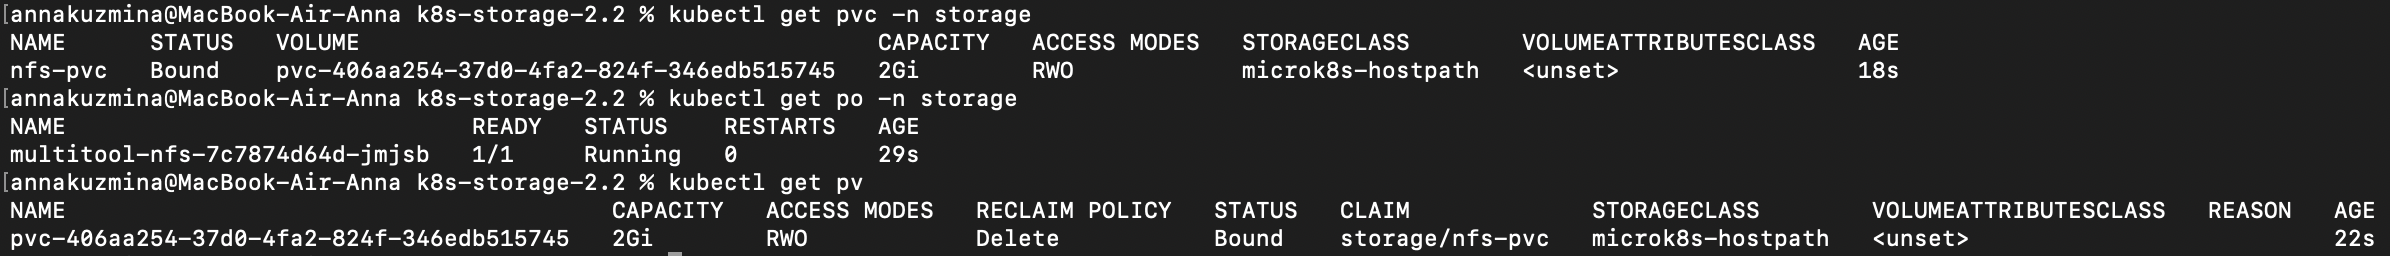 [annakuzmina@MacBook-Air-Anna k8s-storage-2.2 % kubectl get pvc -n storage
NAME      STATUS   VOLUME                                     CAPACITY   ACCESS MODES   STORAGECLASS        VOLUMEATTRIBUTESCLASS   AGE
nfs-pvc   Bound    pvc-406aa254-37d0-4fa2-824f-346edb515745   2Gi        RWO            microk8s-hostpath   <unset>                 18s
[annakuzmina@MacBook-Air-Anna k8s-storage-2.2 % kubectl get po -n storage
NAME                             READY   STATUS    RESTARTS   AGE
multitool-nfs-7c7874d64d-jmjsb   1/1     Running   0          29s
[annakuzmina@MacBook-Air-Anna k8s-storage-2.2 % kubectl get pv
NAME                                       CAPACITY   ACCESS MODES   RECLAIM POLICY   STATUS   CLAIM             STORAGECLASS        VOLUMEATTRIBUTESCLASS   REASON   AGE
pvc-406aa254-37d0-4fa2-824f-346edb515745   2Gi        RWO            Delete           Bound    storage/nfs-pvc   microk8s-hostpath   <unset>                          22s